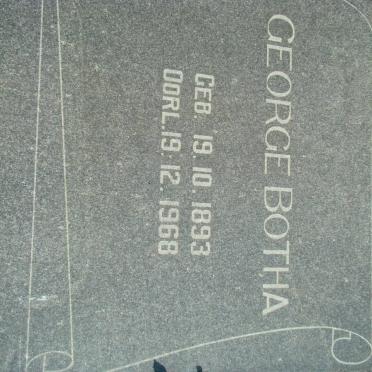 GEORGE BOTHA
GEB. 19.10.1893
OORL.19.12.1968